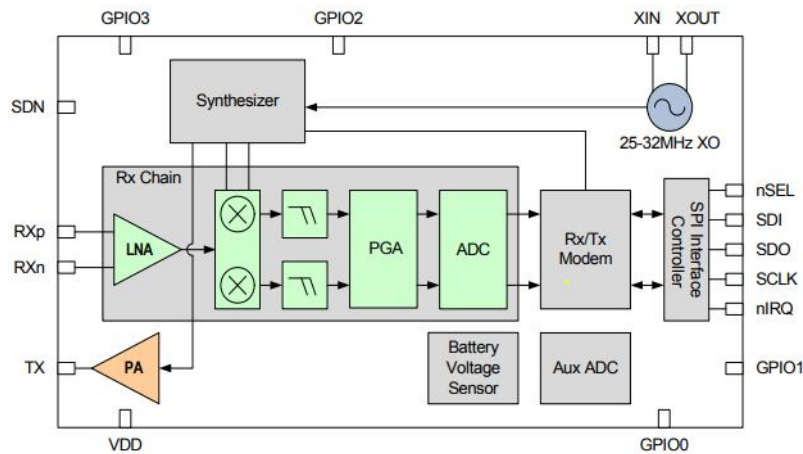 GPIO3
GPIO2
XIN
XOUT
SDN
Synthesizer
25-32MHz XO
Rx Chain
RXp
RXn
LNA
PGA
ADC
Rx/Tx
Modem
SPI Interface
Controller
nSEL
SDI
SDO
SCLK
nIRQ
TX
PA
Battery
Voltage
Sensor
Aux ADC
GPIO1
VDD
GPIO0